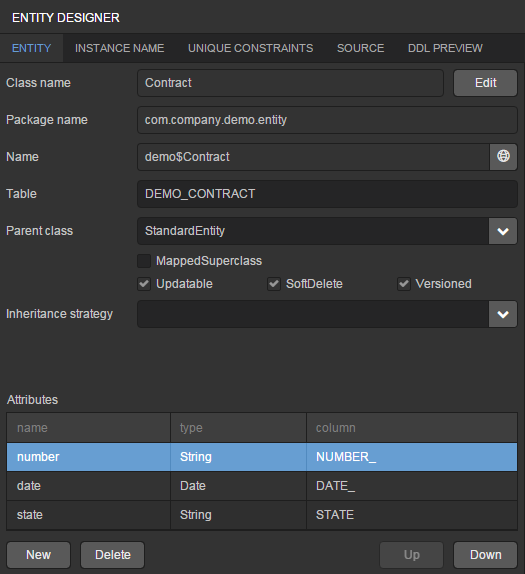 ENTITY DESIGNER
ENTITY INSTANCE NAME UNIQUE CONSTRAINTS SOURCE DDL PREVIEW
Class name Contract Edit
Package name com.company.demo.entity
Name demo$Contract
Table DEMO_CONTRACT
Parent class StandardEntity
MappedSuperclass
Updatable SoftDelete Versioned
Inheritance strategy
Attributes
name type column
number String NUMBER_
date Date DATE_
state String STATE
New Delete Up Down